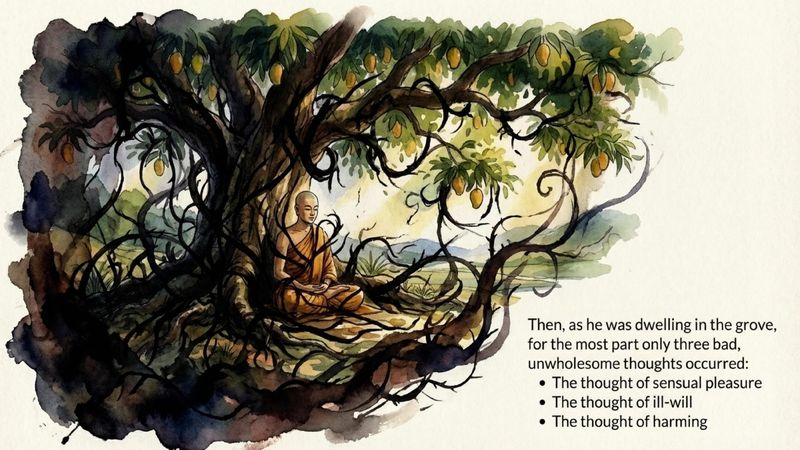 Then, as he was dwelling in the grove,
for the most part only three bad,
unwholesome thoughts occurred:
• The thought of sensual pleasure
• The thought of ill-will
• The thought of harming